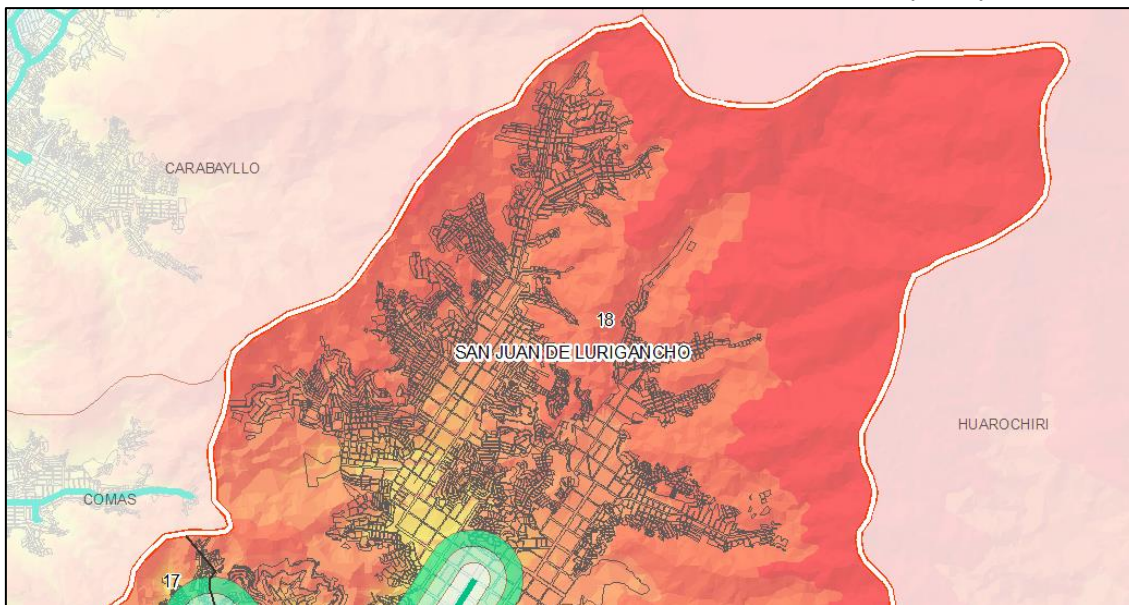 CARABAYLLO
18
SAN JUAN DE LURIGANCHO
HUAROCHIRI
COMAS
17